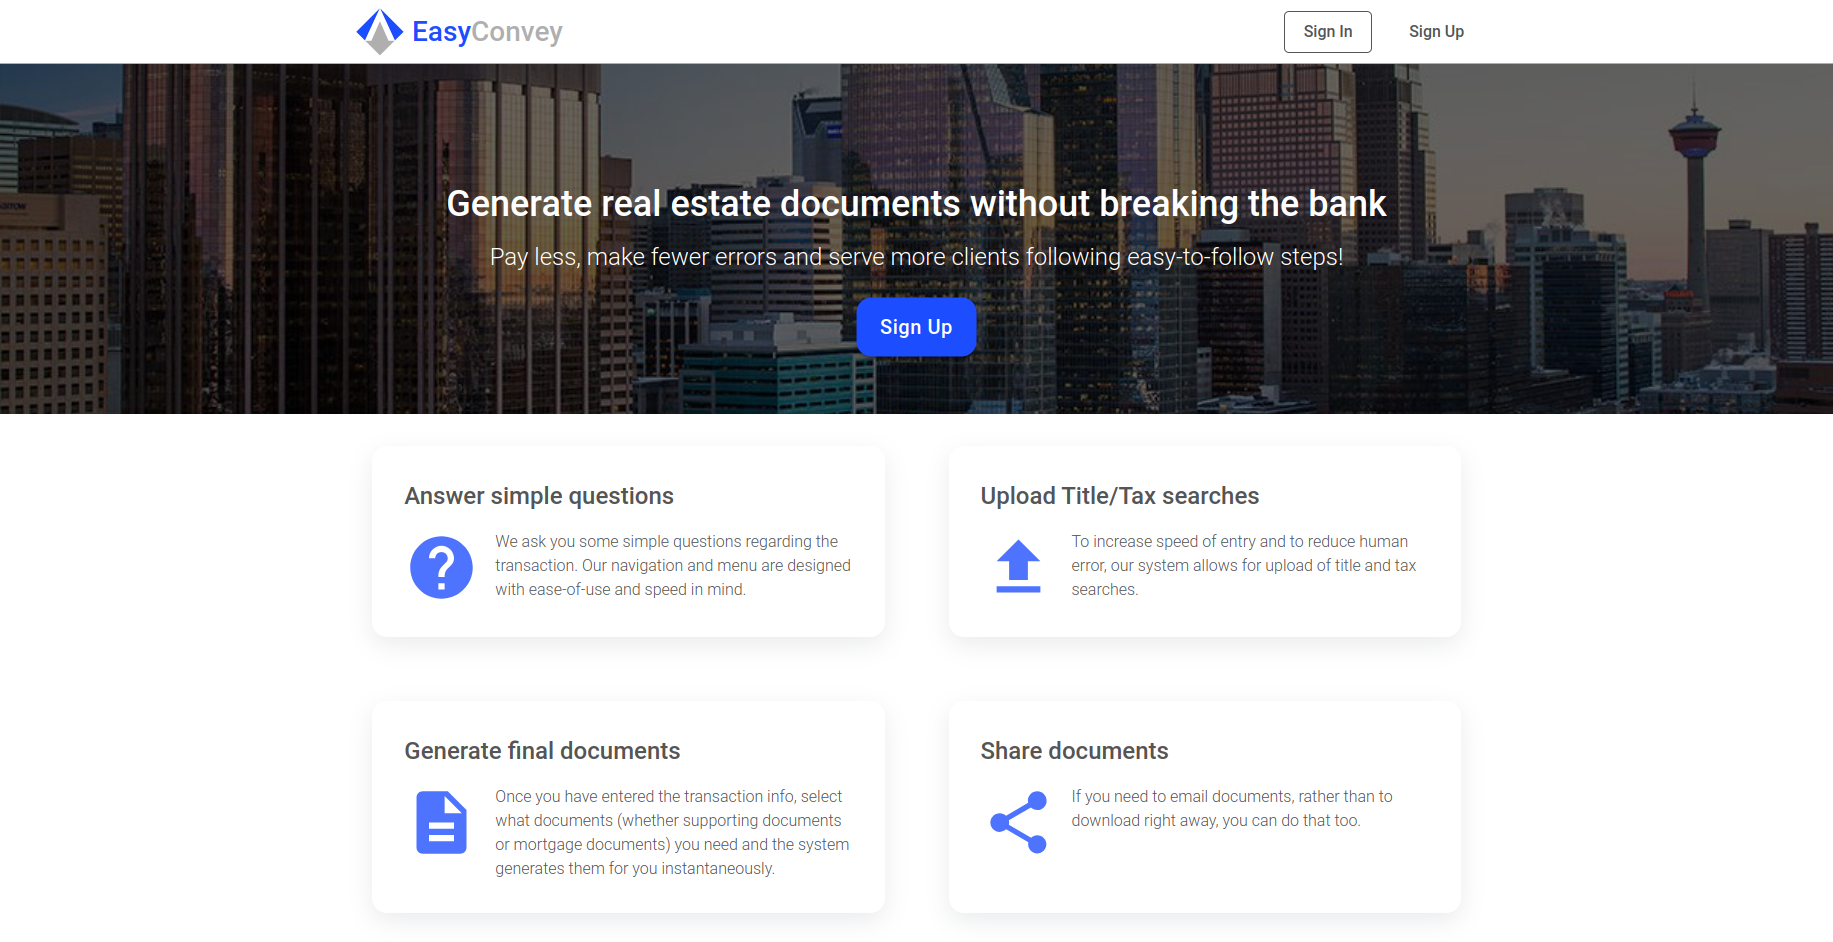 EasyConvey
Sign In
Sign Up
Generate real estate documents without breaking the bank
Pay less, make fewer errors and serve more clients following easy-to-follow steps!
Sign Up
Answer simple questions
We ask you some simple questions regarding the
transaction. Our navigation and menu are designed
with ease-of-use and speed in mind.
Upload Title/Tax searches
To increase speed of entry and to reduce human
error, our system allows for upload of title and tax
searches.
Generate final documents
Once you have entered the transaction info, select
what documents (whether supporting documents
or mortgage documents) you need and the system
generates them for you instantaneously.
Share documents
If you need to email documents, rather than to
download right away, you can do that too.